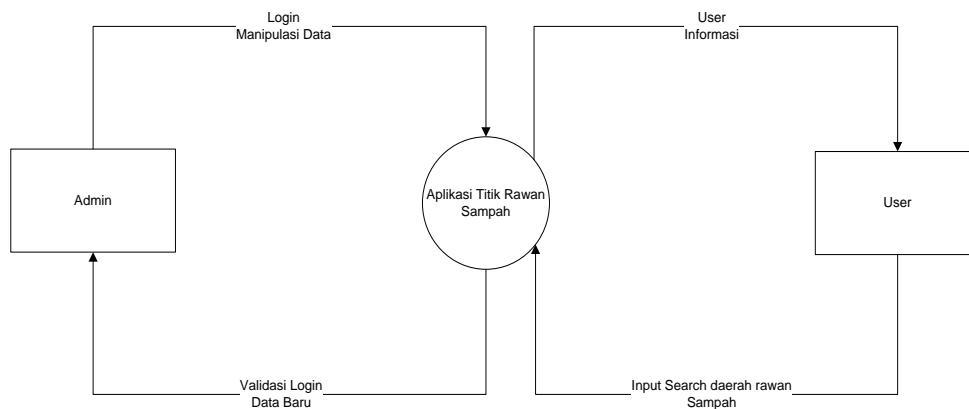 Login
Manipulasi Data
User
Informasi
Admin
Aplikasi Titik Rawan
Sampah
User
Validasi Login
Data Baru
Input Search daerah rawan
Sampah